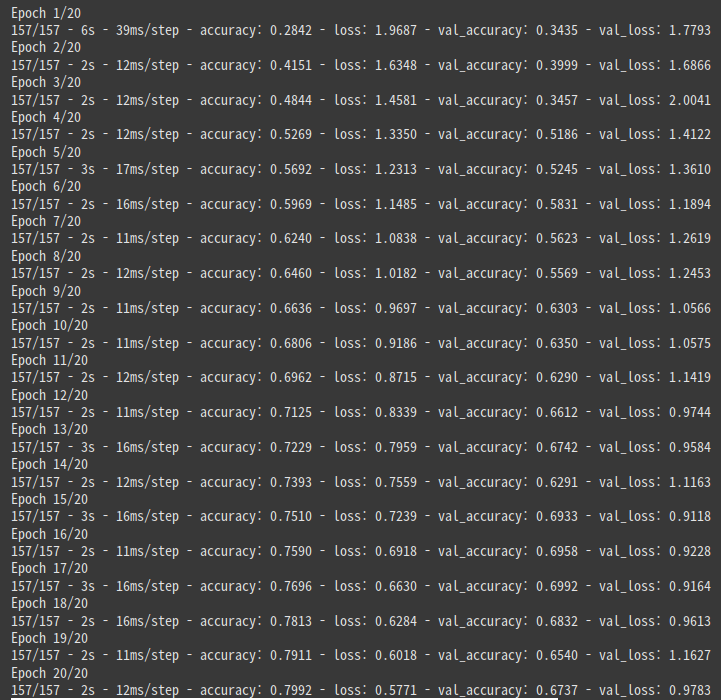 Epoch 1/20
157/157 - 6s - 39ms/step - accuracy: 0.2842 - loss: 1.9687 - val_accuracy: 0.3435 - val_loss: 1.7793
Epoch 2/20
157/157 - 2s - 12ms/step - accuracy: 0.4151 - loss: 1.6348 - val_accuracy: 0.3999 - val_loss: 1.6866
Epoch 3/20
157/157 - 2s - 12ms/step - accuracy: 0.4844 - loss: 1.4581 - val_accuracy: 0.3457 - val_loss: 2.0041
Epoch 4/20
157/157 - 2s - 12ms/step - accuracy: 0.5269 - loss: 1.3350 - val_accuracy: 0.5186 - val_loss: 1.4122
Epoch 5/20
157/157 - 3s - 17ms/step - accuracy: 0.5692 - loss: 1.2313 - val_accuracy: 0.5245 - val_loss: 1.3610
Epoch 6/20
157/157 - 2s - 16ms/step - accuracy: 0.5969 - loss: 1.1485 - val_accuracy: 0.5831 - val_loss: 1.1894
Epoch 7/20
157/157 - 2s - 11ms/step - accuracy: 0.6240 - loss: 1.0838 - val_accuracy: 0.5623 - val_loss: 1.2619
Epoch 8/20
157/157 - 2s - 12ms/step - accuracy: 0.6460 - loss: 1.0182 - val_accuracy: 0.5569 - val_loss: 1.2453
Epoch 9/20
157/157 - 2s - 11ms/step - accuracy: 0.6636 - loss: 0.9697 - val_accuracy: 0.6303 - val_loss: 1.0566
Epoch 10/20
157/157 - 2s - 11ms/step - accuracy: 0.6806 - loss: 0.9186 - val_accuracy: 0.6350 - val_loss: 1.0575
Epoch 11/20
157/157 - 2s - 12ms/step - accuracy: 0.6962 - loss: 0.8715 - val_accuracy: 0.6290 - val_loss: 1.1419
Epoch 12/20
157/157 - 2s - 11ms/step - accuracy: 0.7125 - loss: 0.8339 - val_accuracy: 0.6612 - val_loss: 0.9744
Epoch 13/20
157/157 - 3s - 16ms/step - accuracy: 0.7229 - loss: 0.7959 - val_accuracy: 0.6742 - val_loss: 0.9584
Epoch 14/20
157/157 - 2s - 12ms/step - accuracy: 0.7393 - loss: 0.7559 - val_accuracy: 0.6291 - val_loss: 1.1163
Epoch 15/20
157/157 - 3s - 16ms/step - accuracy: 0.7510 - loss: 0.7239 - val_accuracy: 0.6933 - val_loss: 0.9118
Epoch 16/20
157/157 - 2s - 11ms/step - accuracy: 0.7590 - loss: 0.6918 - val_accuracy: 0.6958 - val_loss: 0.9228
Epoch 17/20
157/157 - 3s - 16ms/step - accuracy: 0.7696 - loss: 0.6630 - val_accuracy: 0.6992 - val_loss: 0.9164
Epoch 18/20
157/157 - 2s - 16ms/step - accuracy: 0.7813 - loss: 0.6284 - val_accuracy: 0.6832 - val_loss: 0.9613
Epoch 19/20
157/157 - 2s - 11ms/step - accuracy: 0.7911 - loss: 0.6018 - val_accuracy: 0.6540 - val_loss: 1.1627
Epoch 20/20
157/157 - 2s - 12ms/step - accuracy: 0.7992 - loss: 0.5771 - val_accuracy: 0.6737 - val_loss: 0.9783